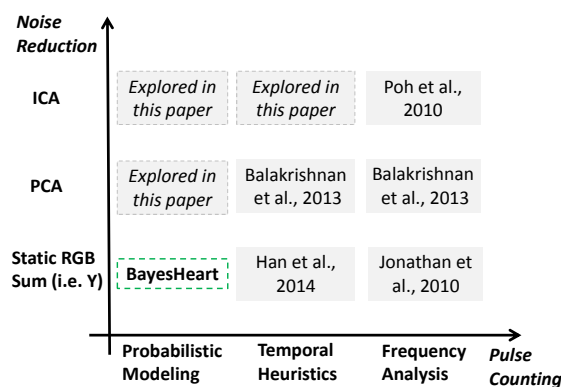 Noise
Reduction
ICA
Explored in
this paper
Explored in
this paper
Poh et al.,
2010
PCA
Explored in
this paper
Balakrishnan
et al., 2013
Balakrishnan
et al., 2013
Static RGB
Sum (i.e. Y)
BayesHeart
Han et al.,
2014
Jonathan et
al., 2010
Probabilistic
Modeling
Temporal
Heuristics
Frequency
Analysis
Pulse
Counting